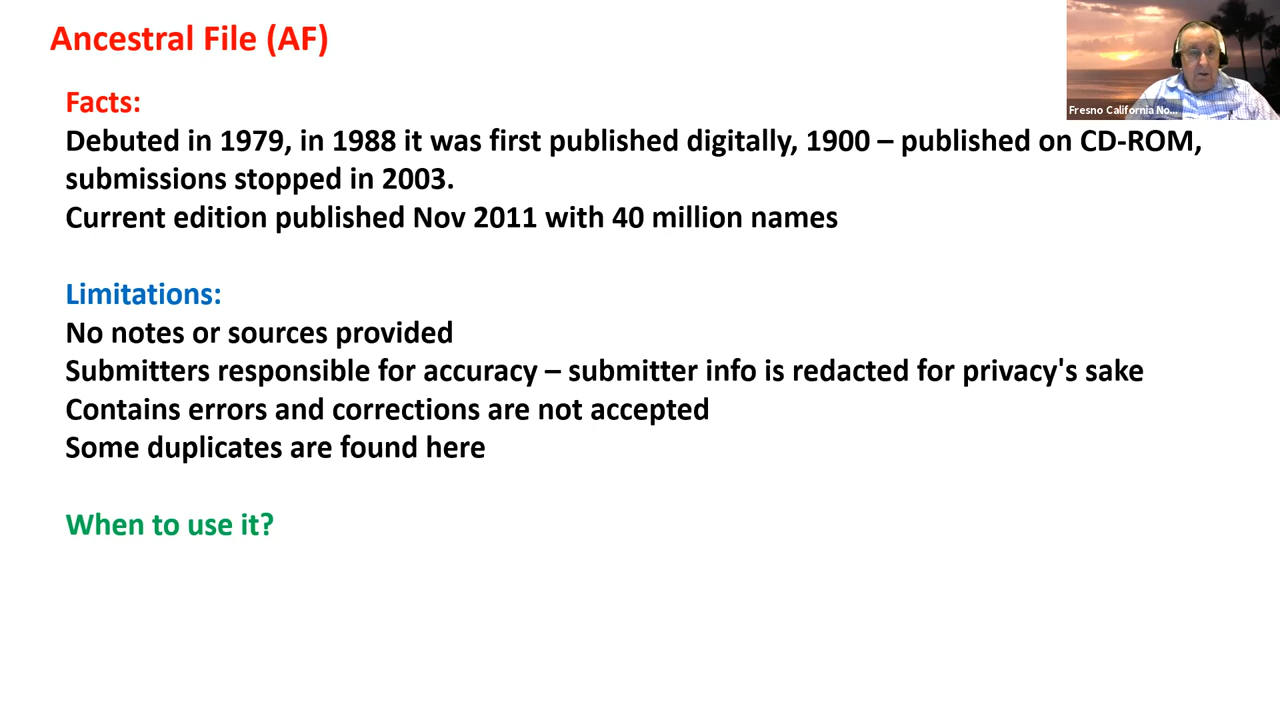 Ancestral File (AF)
Fresno California No...
Facts:
Debuted in 1979, in 1988 it was first published digitally, 1900 – published on CD-ROM,
submissions stopped in 2003.
Current edition published Nov 2011 with 40 million names
Limitations:
No notes or sources provided
Submitters responsible for accuracy – submitter info is redacted for privacy's sake
Contains errors and corrections are not accepted
Some duplicates are found here
When to use it?